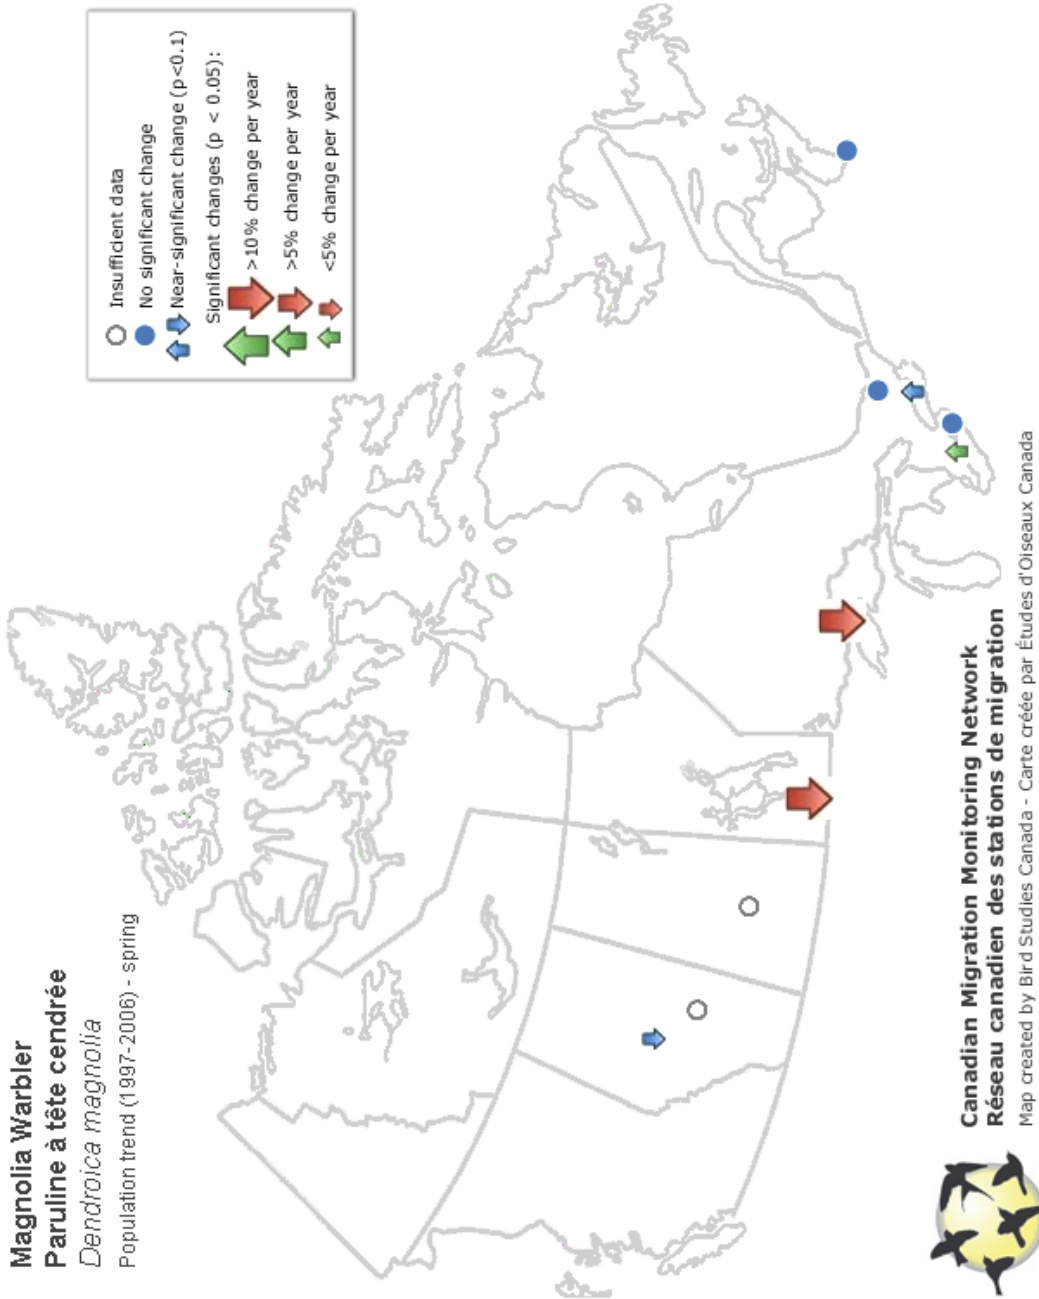 Magnolia Warbler
Paruline à tête cendrée
Dendroica magnolia
Population trend (1997-2006) - spring
Insufficient data
No significant change
Near-significant change (p<0.1)
Significant changes (p < 0.05):
>10% change per year
>5% change per year
<5% change per year
Canadian Migration Monitoring Network
Réseau canadien des stations de migration
Map created by Bird Studies Canada - Carte créée par Études d'Oiseaux Canada